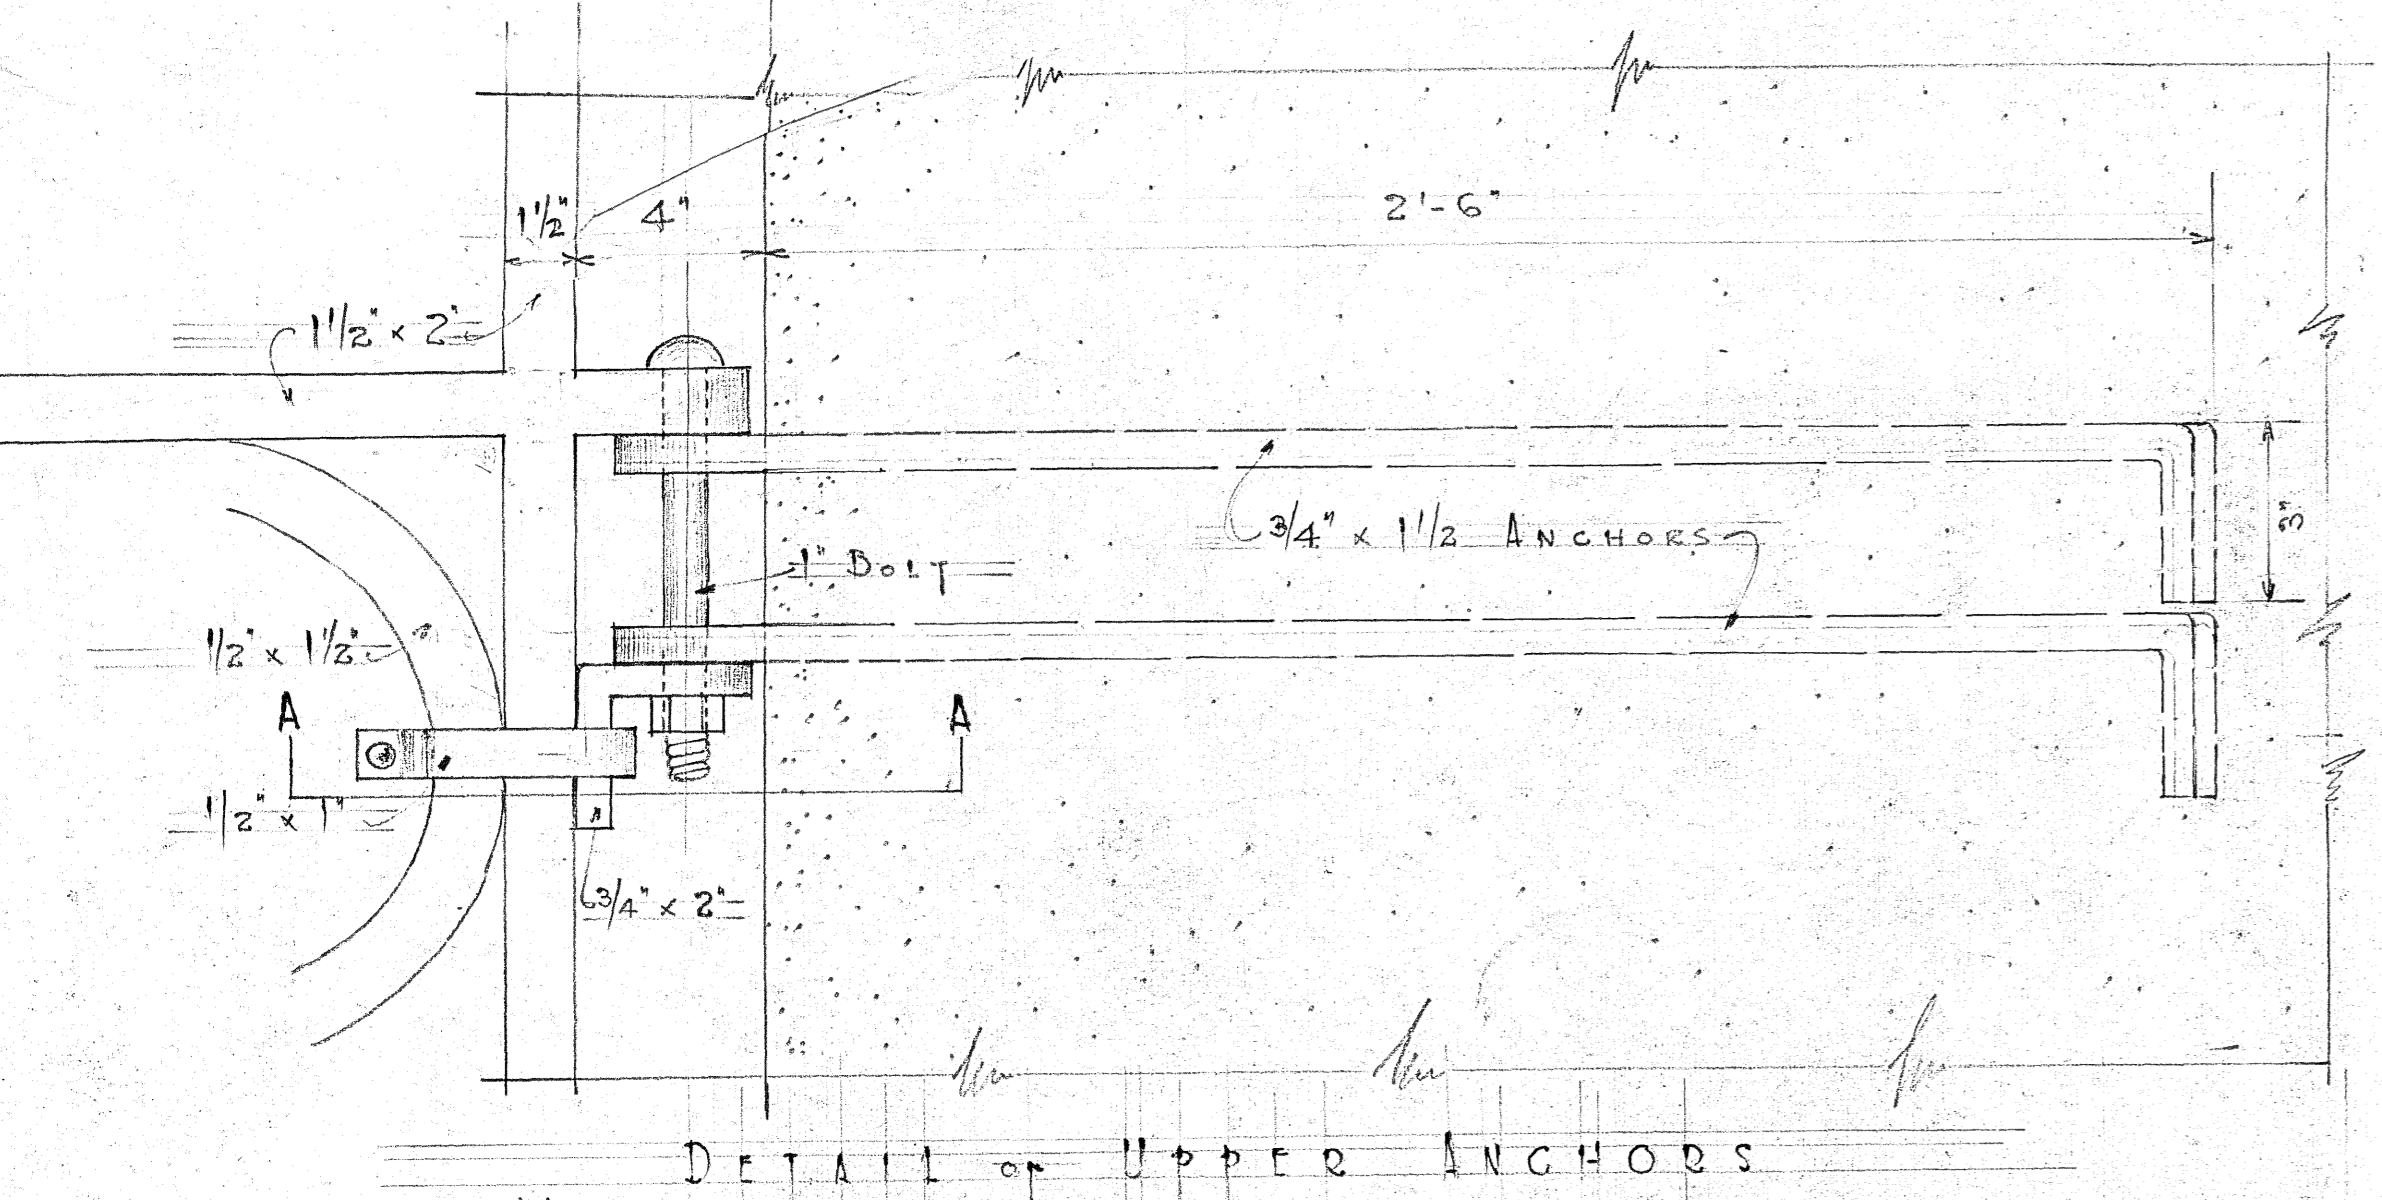 1 1/2" 4" 2'-6"
1 1/2" x 2"
3/4" x 1 1/2 ANCHORS
3"
1" BOLT
1/2" x 1 1/2"
A A
1/2" x 1"
3/4" x 2"
DETAIL OF UPPER ANCHORS